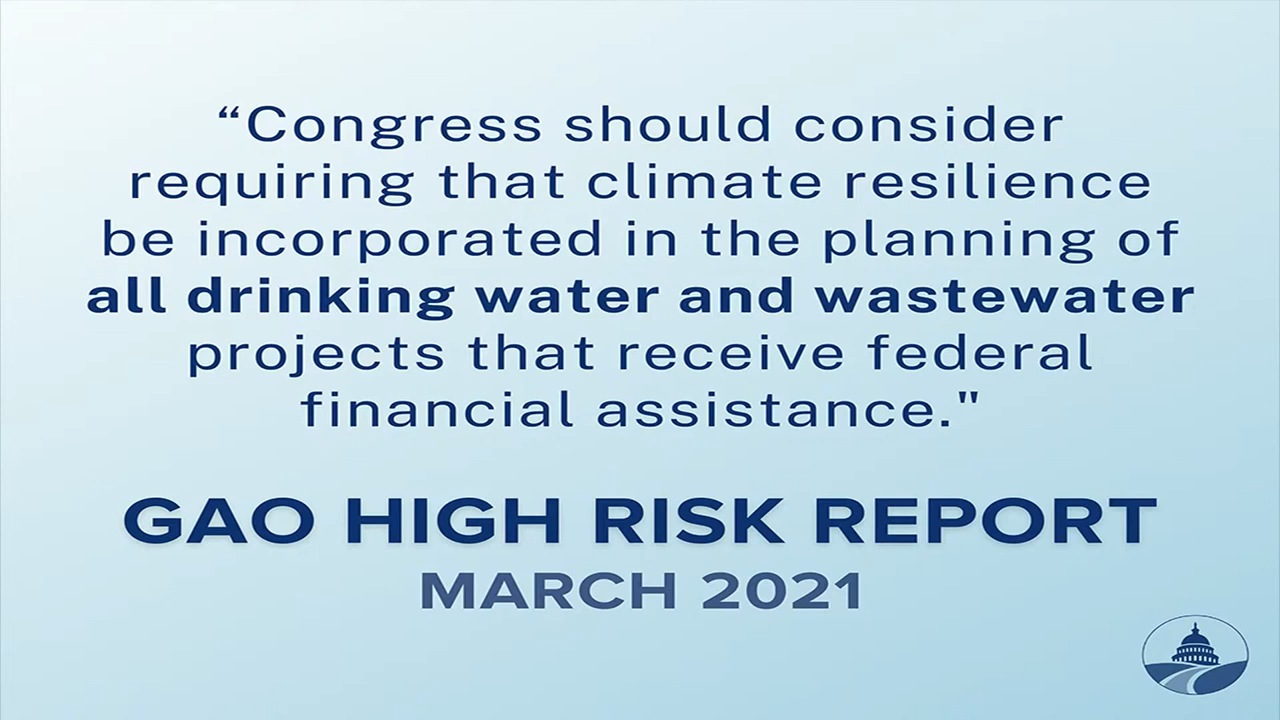 “Congress should consider
requiring that climate resilience
be incorporated in the planning of
all drinking water and wastewater
projects that receive federal
financial assistance."
GAO HIGH RISK REPORT
MARCH 2021